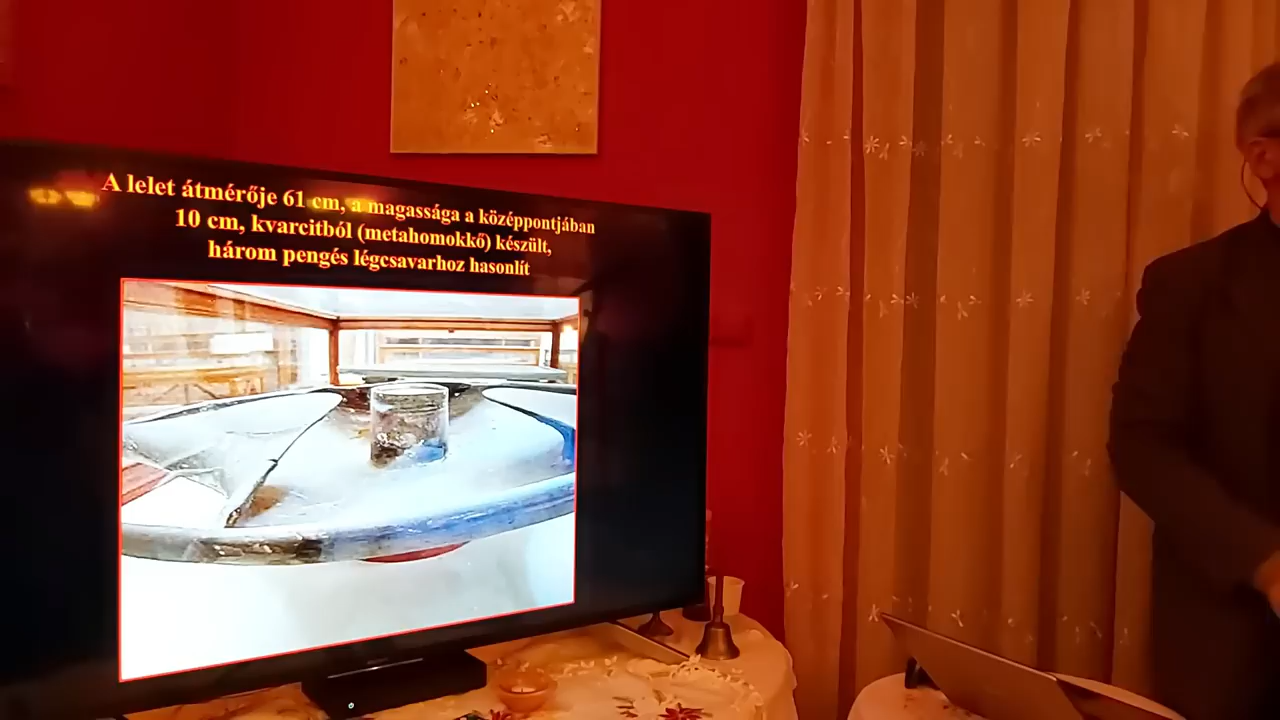 A lelet átmérője 61 cm, a magassága a középpontjában
10 cm, kvarcitból (metahomokkő) készült,
három pengés légcsavarhoz hasonlít